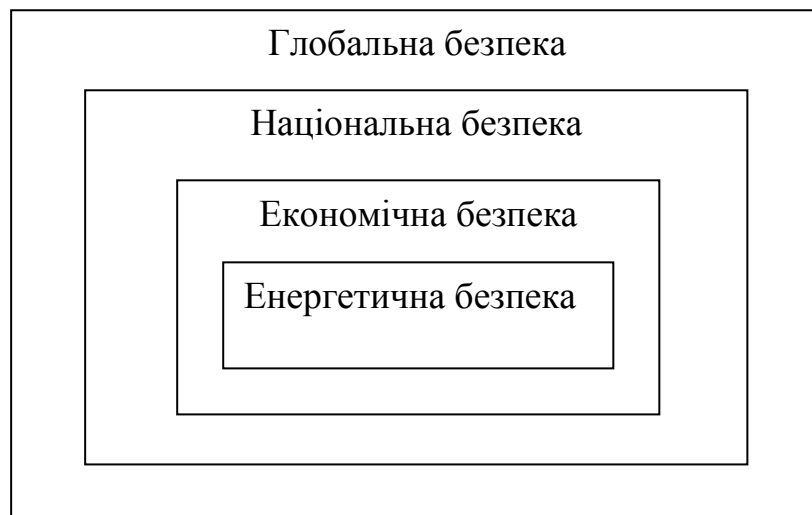 Глобальна безпека
Національна безпека
Економічна безпека
Енергетична безпека